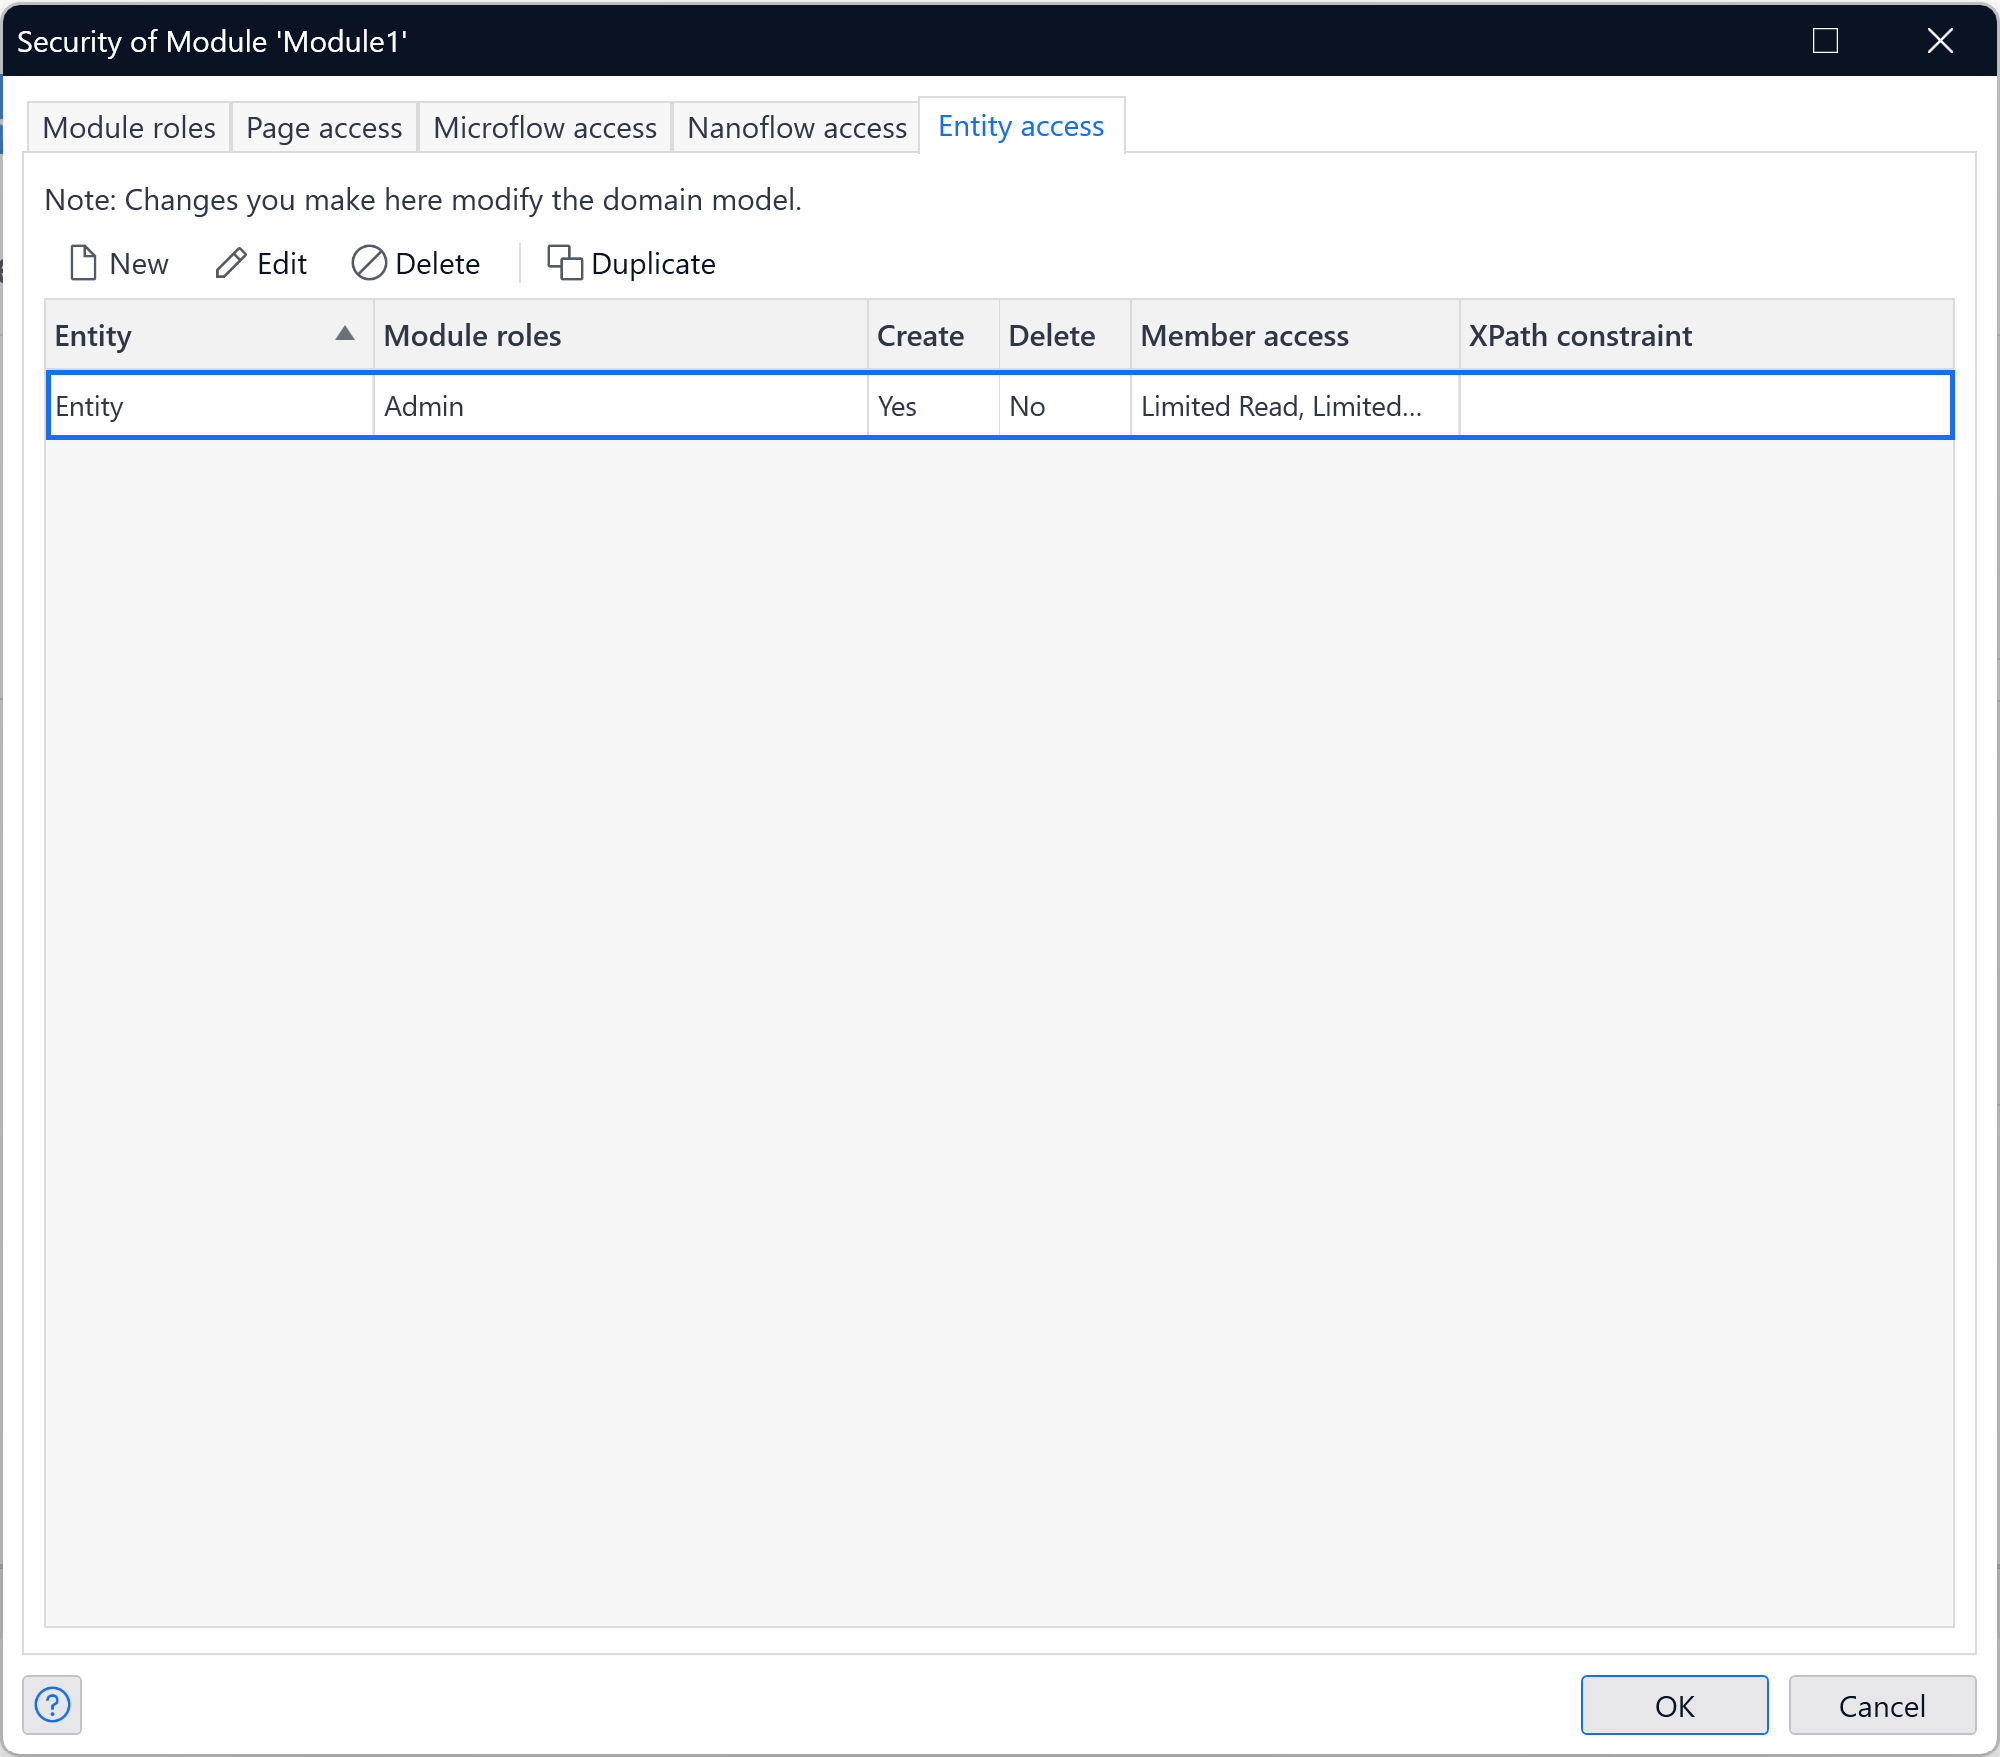 Security of Module 'Module1'
Module roles Page access Microflow access Nanoflow access Entity access
Note: Changes you make here modify the domain model.
New Edit Delete Duplicate
Entity Module roles Create Delete Member access XPath constraint
Entity Admin Yes No Limited Read, Limited...
? OK Cancel